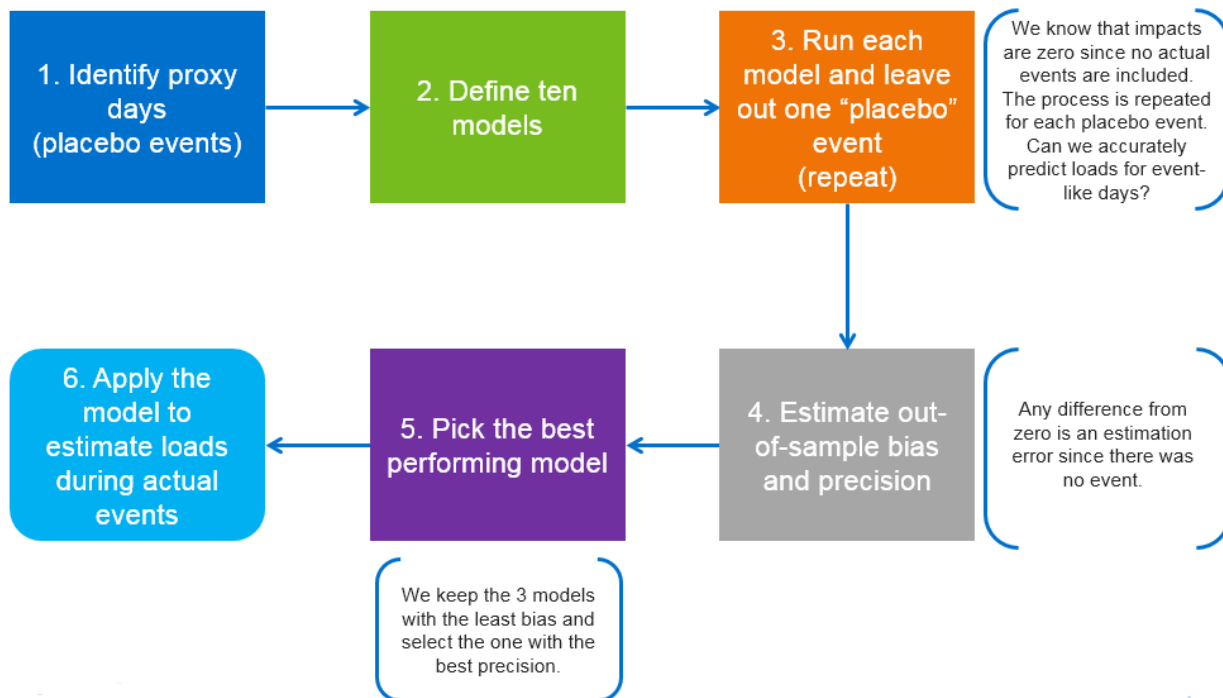 1. Identify proxy
days
(placebo events)
2. Define ten
models
3. Run each
model and leave
out one “placebo”
event
(repeat)
We know that impacts
are zero since no actual
events are included.
The process is repeated
for each placebo event.
Can we accurately
predict loads for event-
like days?
4. Estimate out-
of-sample bias
and precision
Any difference from
zero is an estimation
error since there was
no event.
5. Pick the best
performing model
We keep the 3 models
with the least bias and
select the one with the
best precision.
6. Apply the
model to
estimate loads
during actual
events